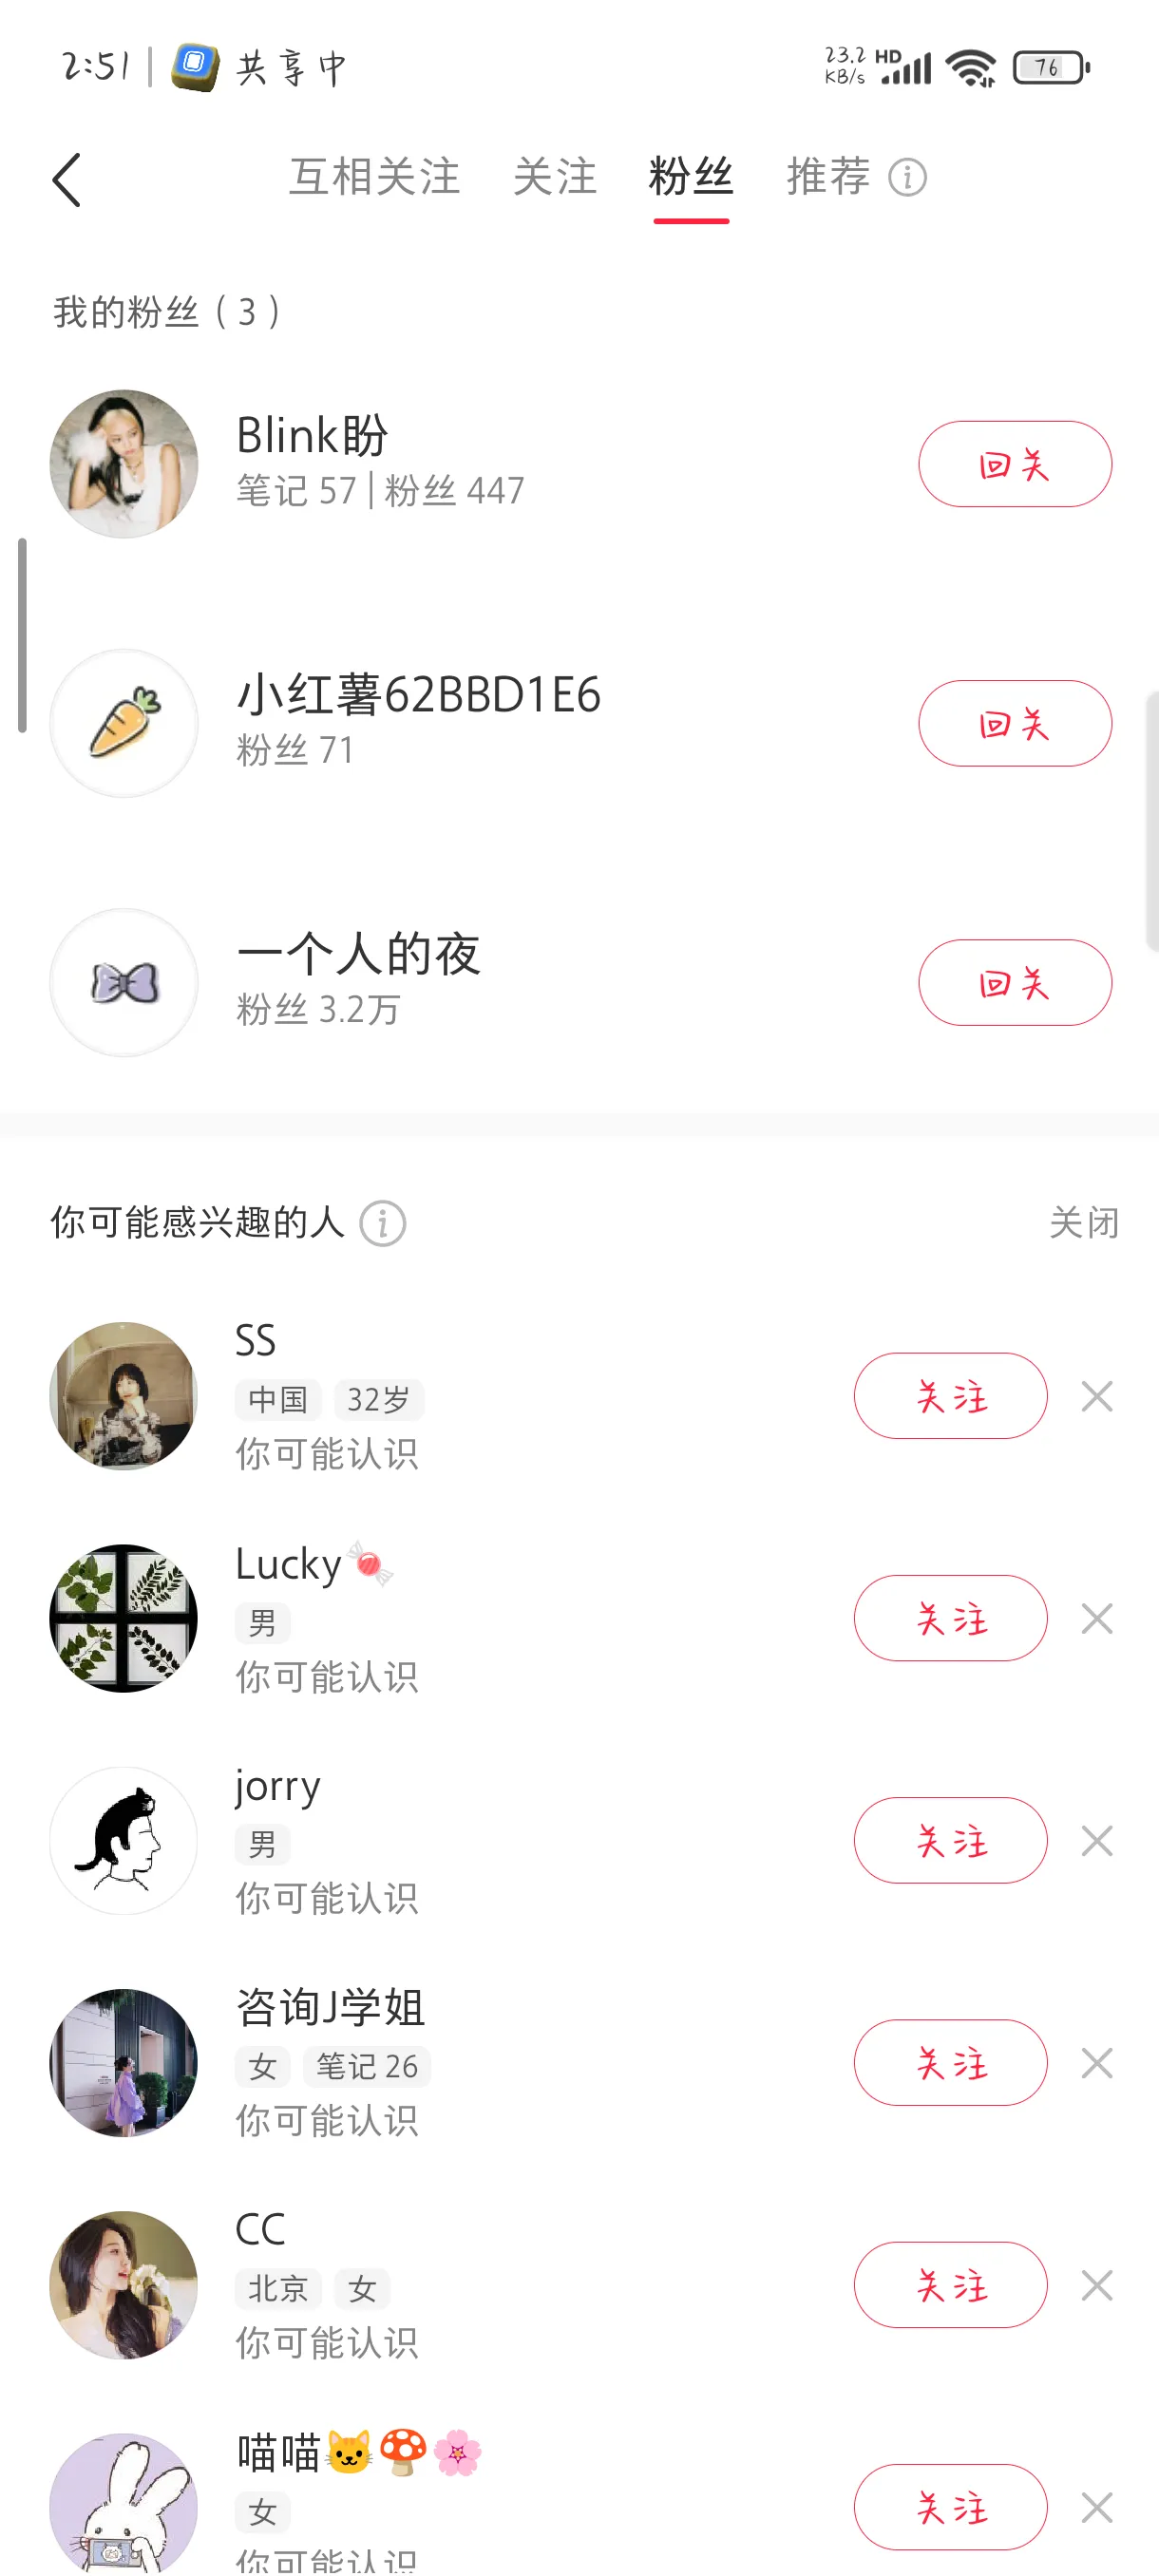 2:51 | 共享中 23.2 KB/s HD 76
互相关注 关注 粉丝 推荐
我的粉丝（3）
Blink盼
笔记 57 | 粉丝 447
回关
小红薯62BBD1E6
粉丝 71
回关
一个人的夜
粉丝 3.2万
回关
你可能感兴趣的人 关闭
SS
中国 32岁
你可能认识
关注
Lucky🍬
男
你可能认识
关注
jorry
男
你可能认识
关注
咨询J学姐
女 笔记 26
你可能认识
关注
CC
北京 女
你可能认识
关注
喵喵🐱🍄🌸
女
你可能认识
关注